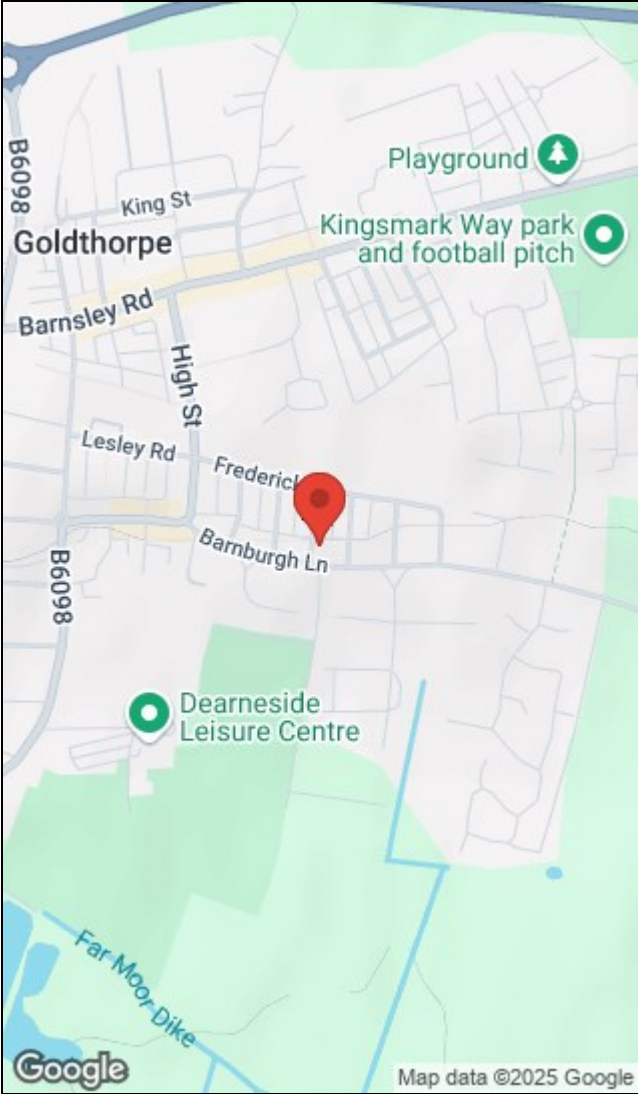 B6098
Playground
King St
Kingsmark Way park
and football pitch
Goldthorpe
Barnsley Rd
High St
Lesley Rd
Frederick
Barnburgh Ln
B6098
Dearneside
Leisure Centre
Far Moor Dike
Google
Map data ©2025 Google